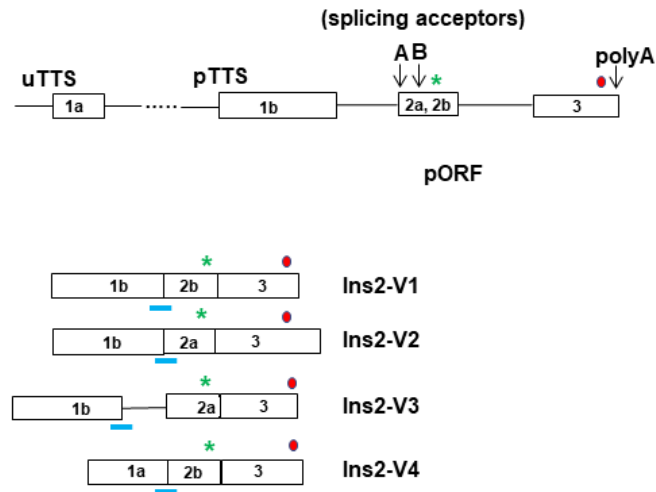 (splicing acceptors)
A B *
uTTS pTTS polyA
1a ..... 1b 2a, 2b 3
pORF
*
1b 2b 3 Ins2-V1
*
1b 2a 3 Ins2-V2
*
1b 2a 3 Ins2-V3
*
1a 2b 3 Ins2-V4